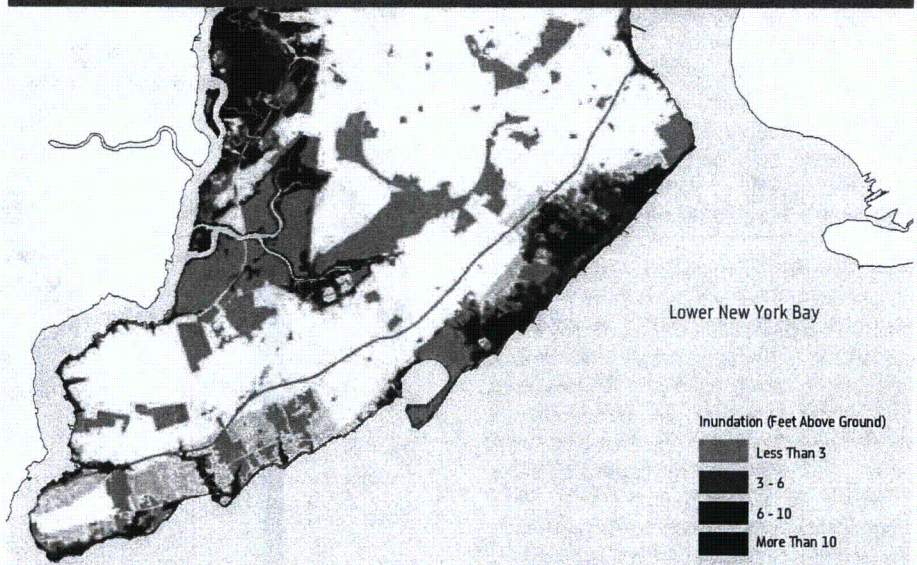 Lower New York Bay
Inundation (Feet Above Ground)
Less Than 3
3 - 6
6 - 10
More Than 10